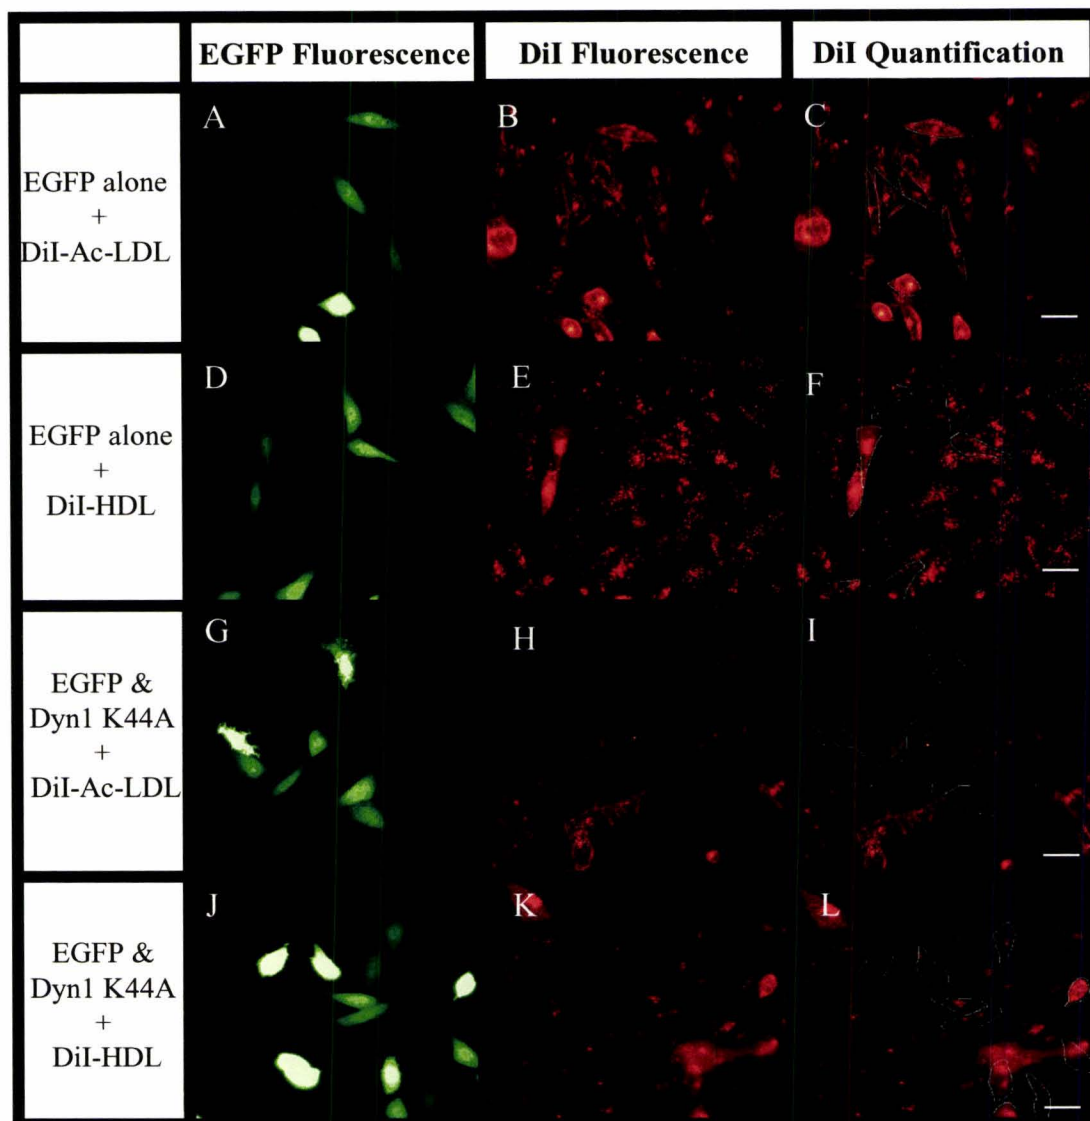 EGFP Fluorescence
DiI Fluorescence
DiI Quantification
EGFP alone
+
DiI-Ac-LDL
A
B
C
EGFP alone
+
DiI-HDL
D
E
F
EGFP &
Dyn1 K44A
+
DiI-Ac-LDL
G
H
I
EGFP &
Dyn1 K44A
+
DiI-HDL
J
K
L